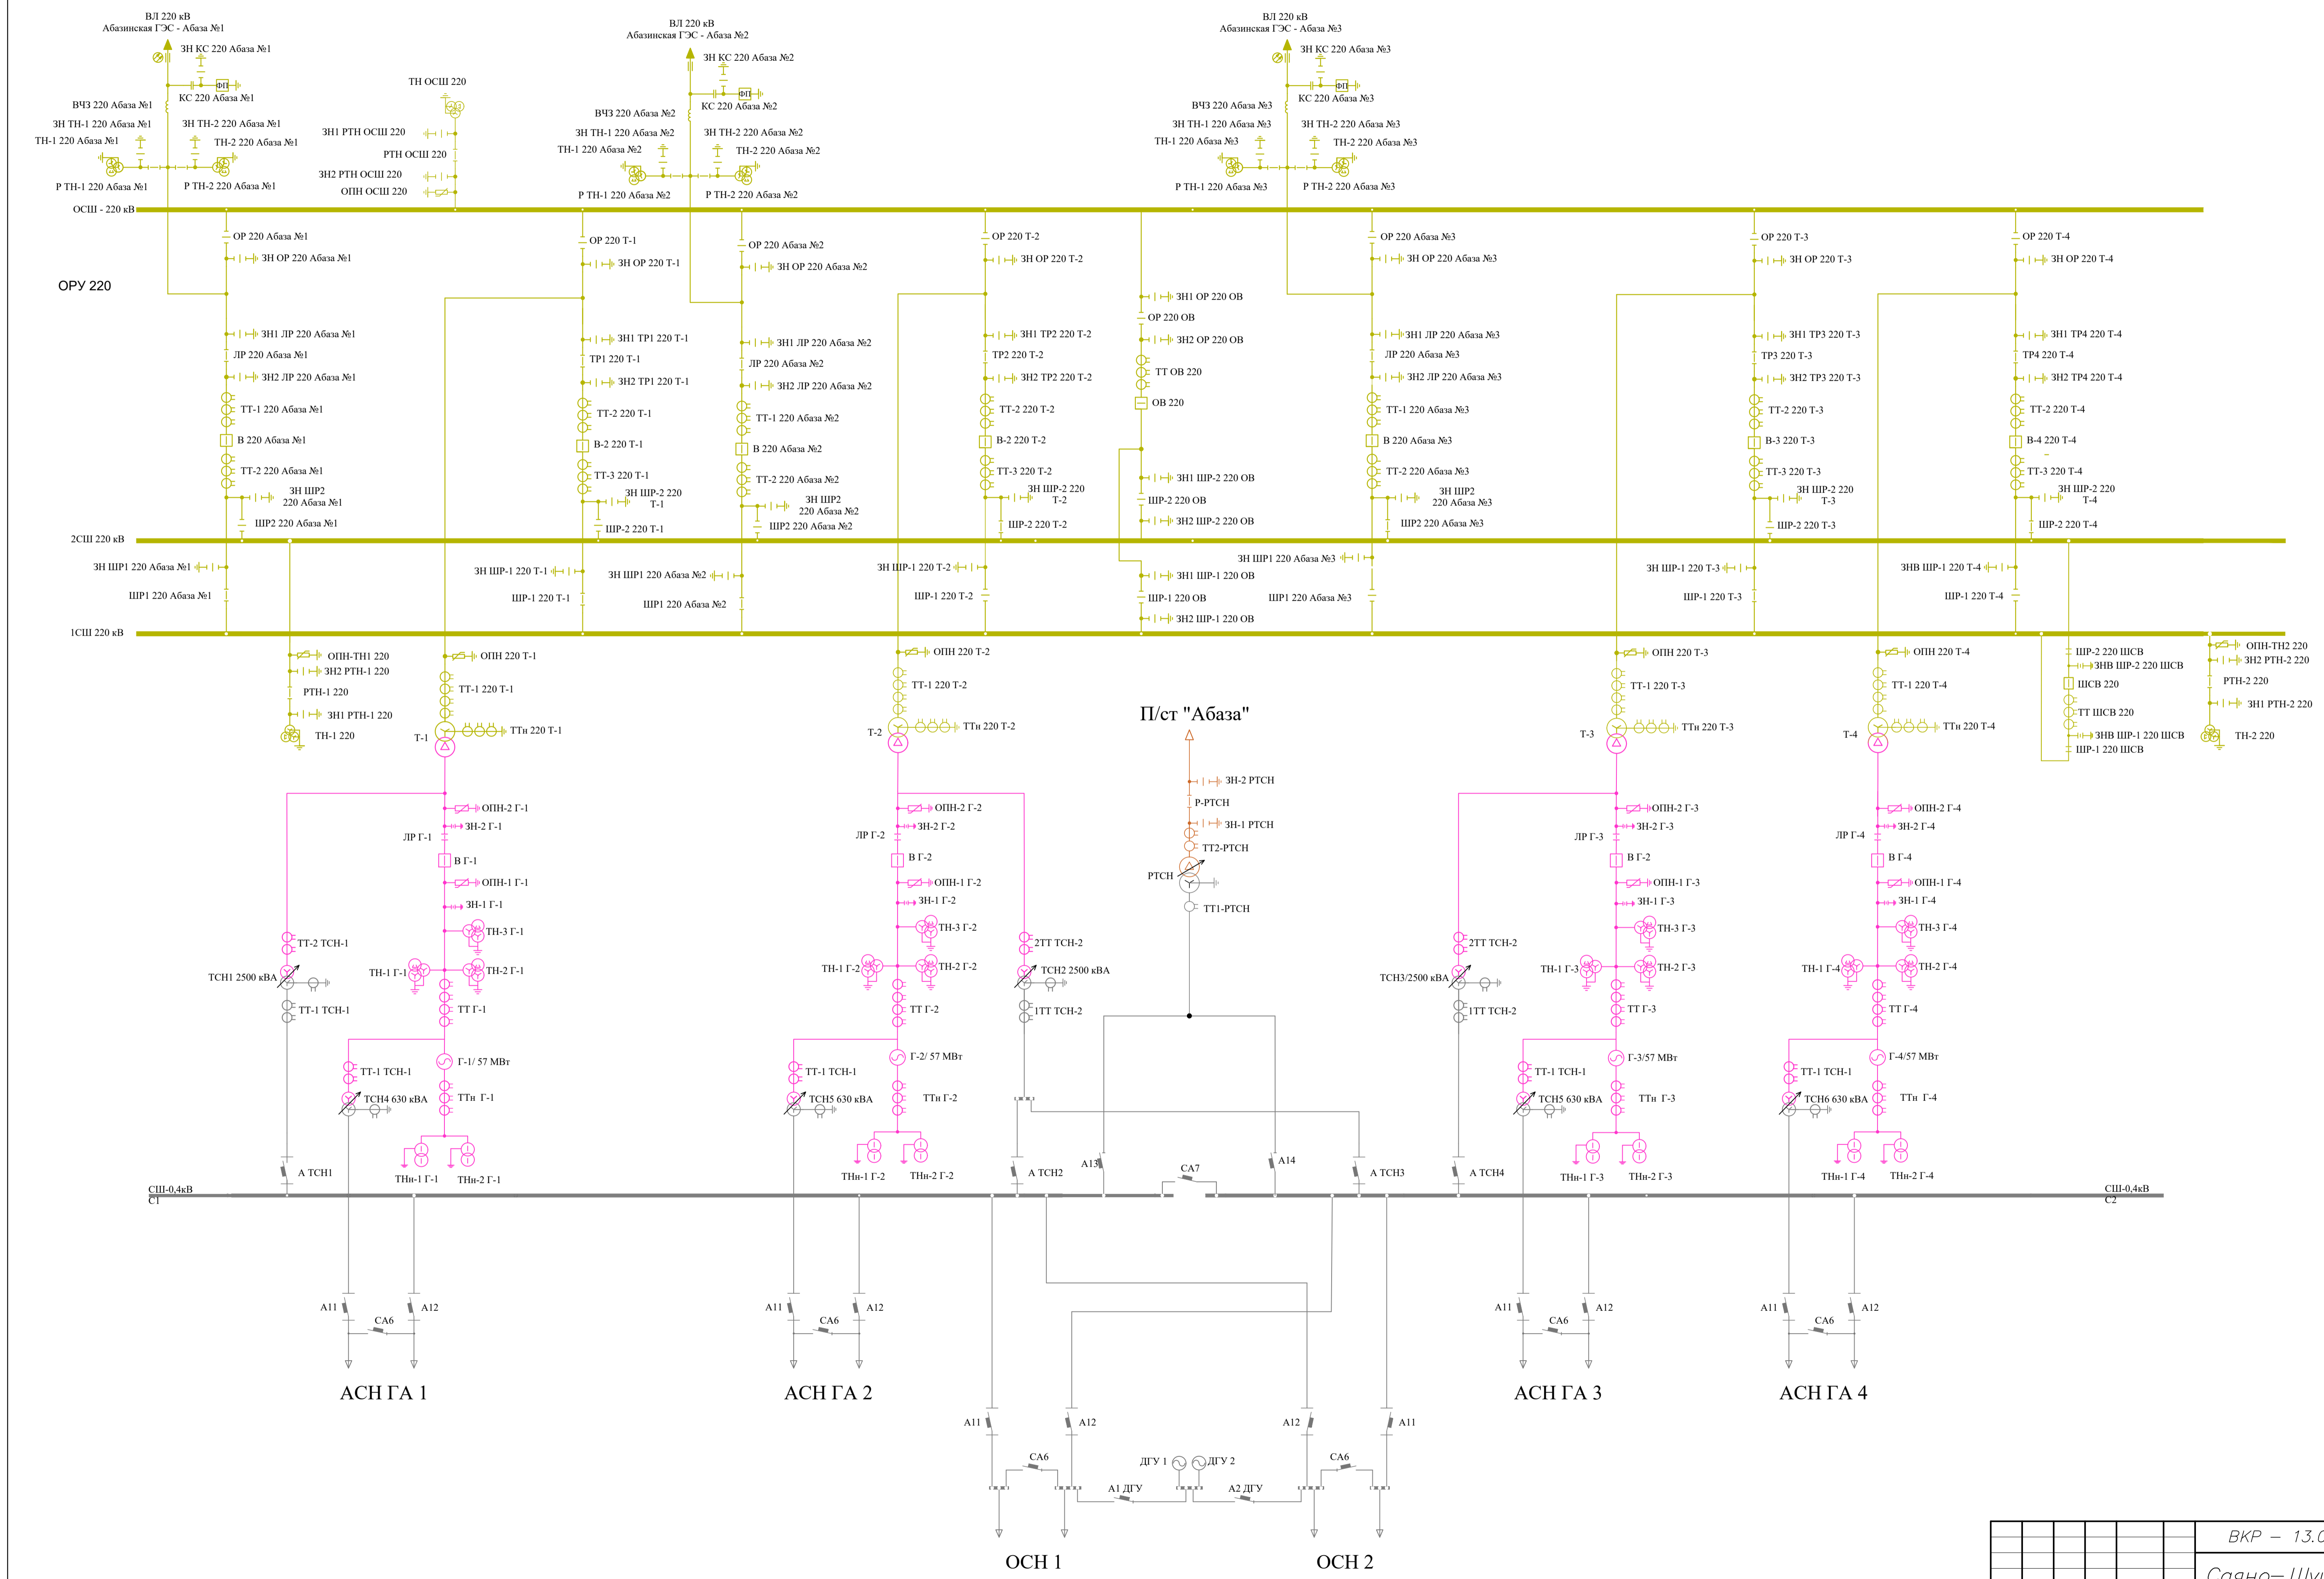 ВЛ 220 кВ
Абазинская ГЭС - Абаза №1
ВЛ 220 кВ
Абазинская ГЭС - Абаза №2
ВЛ 220 кВ
Абазинская ГЭС - Абаза №3
ЗН КС 220 Абаза №1
ФП
КС 220 Абаза №1
ВЧЗ 220 Абаза №1
ЗН ТН-1 220 Абаза №1
ЗН ТН-2 220 Абаза №1
ТН-1 220 Абаза №1
ТН-2 220 Абаза №1
Р ТН-1 220 Абаза №1
Р ТН-2 220 Абаза №1
ТН ОСШ 220
ЗН1 РТН ОСШ 220
РТН ОСШ 220
ЗН2 РТН ОСШ 220
ОПН ОСШ 220
ЗН КС 220 Абаза №2
ФП
КС 220 Абаза №2
ВЧЗ 220 Абаза №2
ЗН ТН-1 220 Абаза №2
ЗН ТН-2 220 Абаза №2
ТН-1 220 Абаза №2
ТН-2 220 Абаза №2
Р ТН-1 220 Абаза №2
Р ТН-2 220 Абаза №2
ЗН КС 220 Абаза №3
ФП
КС 220 Абаза №3
ВЧЗ 220 Абаза №3
ЗН ТН-1 220 Абаза №3
ЗН ТН-2 220 Абаза №3
ТН-1 220 Абаза №3
ТН-2 220 Абаза №3
Р ТН-1 220 Абаза №3
Р ТН-2 220 Абаза №3
ОСШ - 220 кВ
ОРУ 220
ОР 220 Абаза №1
ЗН ОР 220 Абаза №1
ЗН1 ЛР 220 Абаза №1
ЛР 220 Абаза №1
ЗН2 ЛР 220 Абаза №1
ТТ-1 220 Абаза №1
В 220 Абаза №1
ТТ-2 220 Абаза №1
ЗН ШР2
220 Абаза №1
ШР2 220 Абаза №1
ОР 220 Т-1
ЗН ОР 220 Т-1
ЗН1 ТР1 220 Т-1
ТР1 220 Т-1
ЗН2 ТР1 220 Т-1
ТТ-2 220 Т-1
В-2 220 Т-1
ТТ-3 220 Т-1
ЗН ШР-2 220
Т-1
ШР-2 220 Т-1
ОР 220 Абаза №2
ЗН ОР 220 Абаза №2
ЗН1 ЛР 220 Абаза №2
ЛР 220 Абаза №2
ЗН2 ЛР 220 Абаза №2
ТТ-1 220 Абаза №2
В 220 Абаза №2
ТТ-2 220 Абаза №2
ЗН ШР2
220 Абаза №2
ШР2 220 Абаза №2
ОР 220 Т-2
ЗН ОР 220 Т-2
ЗН1 ТР2 220 Т-2
ТР2 220 Т-2
ЗН2 ТР2 220 Т-2
ТТ-2 220 Т-2
В-2 220 Т-2
ТТ-3 220 Т-2
ЗН ШР-2 220
Т-2
ШР-2 220 Т-2
ЗН1 ОР 220 ОВ
ОР 220 ОВ
ЗН2 ОР 220 ОВ
ТТ ОВ 220
ОВ 220
ЗН1 ШР-2 220 ОВ
ШР-2 220 ОВ
ЗН2 ШР-2 220 ОВ
ОР 220 Абаза №3
ЗН ОР 220 Абаза №3
ЗН1 ЛР 220 Абаза №3
ЛР 220 Абаза №3
ЗН2 ЛР 220 Абаза №3
ТТ-1 220 Абаза №3
В 220 Абаза №3
ТТ-2 220 Абаза №3
ЗН ШР2
220 Абаза №3
ШР2 220 Абаза №3
ОР 220 Т-3
ЗН ОР 220 Т-3
ЗН1 ТР3 220 Т-3
ТР3 220 Т-3
ЗН2 ТР3 220 Т-3
ТТ-2 220 Т-3
В-3 220 Т-3
ТТ-3 220 Т-3
ЗН ШР-2 220
Т-3
ШР-2 220 Т-3
ОР 220 Т-4
ЗН ОР 220 Т-4
ЗН1 ТР4 220 Т-4
ТР4 220 Т-4
ЗН2 ТР4 220 Т-4
ТТ-2 220 Т-4
В-4 220 Т-4
ТТ-3 220 Т-4
ЗН ШР-2 220
Т-4
ШР-2 220 Т-4
2СШ 220 кВ
ЗН ШР1 220 Абаза №1
ШР1 220 Абаза №1
ЗН ШР-1 220 Т-1
ШР-1 220 Т-1
ЗН ШР1 220 Абаза №2
ШР1 220 Абаза №2
ЗН ШР-1 220 Т-2
ШР-1 220 Т-2
ЗН1 ШР-1 220 ОВ
ШР-1 220 ОВ
ЗН2 ШР-1 220 ОВ
ЗН ШР1 220 Абаза №3
ШР1 220 Абаза №3
ЗН ШР-1 220 Т-3
ШР-1 220 Т-3
ЗНВ ШР-1 220 Т-4
ШР-1 220 Т-4
1СШ 220 кВ
ОПН-ТН1 220
ЗН2 РТН-1 220
РТН-1 220
ЗН1 РТН-1 220
ТН-1 220
ОПН 220 Т-1
ТТ-1 220 Т-1
ТТн 220 Т-1
Т-1
ОПН 220 Т-2
ТТ-1 220 Т-2
ТТн 220 Т-2
Т-2
П/ст "Абаза"
ОПН 220 Т-3
ТТ-1 220 Т-3
ТТн 220 Т-3
Т-3
ОПН 220 Т-4
ТТ-1 220 Т-4
ТТн 220 Т-4
Т-4
ШР-2 220 ШСВ
ЗНВ ШР-2 220 ШСВ
ШСВ 220
ТТ ШСВ 220
ЗНВ ШР-1 220 ШСВ
ШР-1 220 ШСВ
ОПН-ТН2 220
ЗН2 РТН-2 220
РТН-2 220
ЗН1 РТН-2 220
ТН-2 220
ОПН-2 Г-1
ЗН-2 Г-1
ЛР Г-1
В Г-1
ОПН-1 Г-1
ЗН-1 Г-1
ТН-3 Г-1
ТН-1 Г-1
ТН-2 Г-1
ТТ Г-1
ТТ-2 ТСН-1
ТСН1 2500 кВА
ТТ-1 ТСН-1
Г-1/ 57 МВт
ТТ-1 ТСН-1
ТСН4 630 кВА
ТТн Г-1
ТНн-1 Г-1
ТНн-2 Г-1
ОПН-2 Г-2
ЗН-2 Г-2
ЛР Г-2
В Г-2
ОПН-1 Г-2
ЗН-1 Г-2
ТН-3 Г-2
ТН-1 Г-2
ТН-2 Г-2
ТТ Г-2
2ТТ ТСН-2
ТСН2 2500 кВА
1ТТ ТСН-2
Г-2/ 57 МВт
ТТ-1 ТСН-1
ТСН5 630 кВА
ТТн Г-2
ТНн-1 Г-2
ТНн-2 Г-2
ЗН-2 РТСН
Р-РТСН
ЗН-1 РТСН
ТТ2-РТСН
РТСН
ТТ1-РТСН
ОПН-2 Г-3
ЗН-2 Г-3
ЛР Г-3
В Г-2
ОПН-1 Г-3
ЗН-1 Г-3
ТН-3 Г-3
ТН-1 Г-3
ТН-2 Г-3
ТТ Г-3
2ТТ ТСН-2
ТСН3/2500 кВА
1ТТ ТСН-2
Г-3/57 МВт
ТТ-1 ТСН-1
ТСН5 630 кВА
ТТн Г-3
ТНн-1 Г-3
ТНн-2 Г-3
ОПН-2 Г-4
ЗН-2 Г-4
ЛР Г-4
В Г-4
ОПН-1 Г-4
ЗН-1 Г-4
ТН-3 Г-4
ТН-1 Г-4
ТН-2 Г-4
ТТ Г-4
Г-4/57 МВт
ТТ-1 ТСН-1
ТСН6 630 кВА
ТТн Г-4
ТНн-1 Г-4
ТНн-2 Г-4
А ТСН1
А ТСН2
А13
СА7
А14
А ТСН3
А ТСН4
СШ-0,4кВ
С1
СШ-0,4кВ
С2
А11
А12
СА6
А11
А12
СА6
А11
А12
СА6
А11
А12
СА6
АСН ГА 1
АСН ГА 2
АСН ГА 3
АСН ГА 4
А11
А12
А12
А11
СА6
ДГУ 1
ДГУ 2
СА6
А1 ДГУ
А2 ДГУ
ОСН 1
ОСН 2
ВКР – 13.0
Саяно–Шу